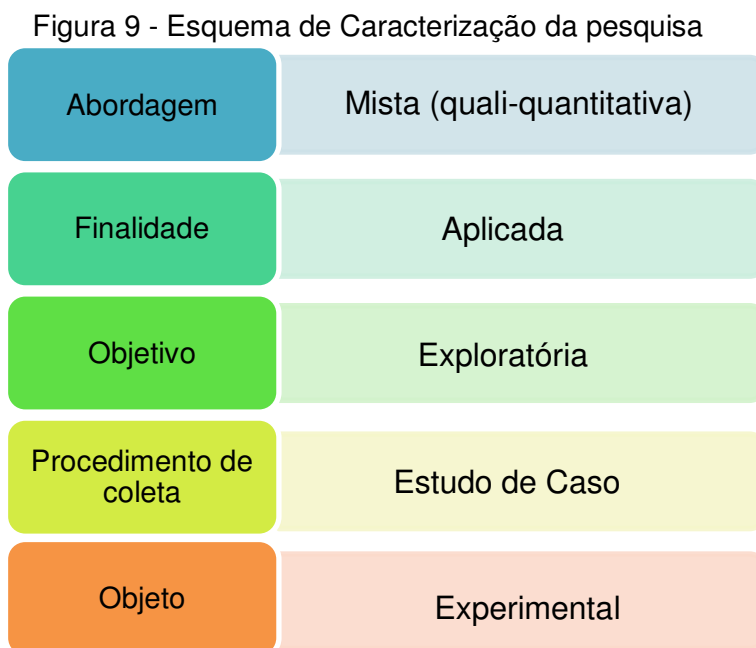 Figura 9 - Esquema de Caracterização da pesquisa
Abordagem
Mista (quali-quantitativa)
Finalidade
Aplicada
Objetivo
Exploratória
Procedimento de
coleta
Estudo de Caso
Objeto
Experimental